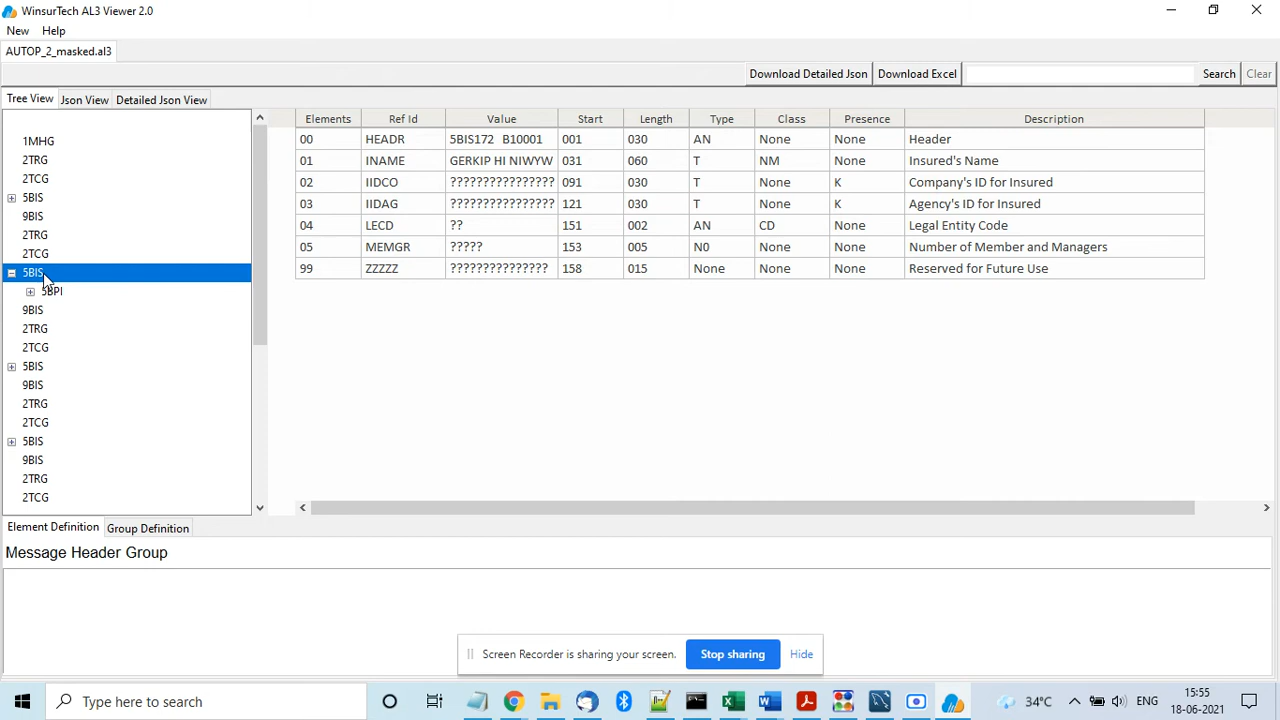 WinsurTech AL3 Viewer 2.0
New Help
AUTOP_2_masked.al3
Download Detailed Json Download Excel Search Clear
Tree View Json View Detailed Json View
1MHG
2TRG
2TCG
5BIS
9BIS
2TRG
2TCG
5BIS
5BPI
9BIS
2TRG
2TCG
5BIS
9BIS
2TRG
2TCG
5BIS
9BIS
2TRG
2TCG
Elements Ref Id Value Start Length Type Class Presence Description
00 HEADR 5BIS172 B10001 001 030 AN None None Header
01 INAME GERKIP HI NIWYW 031 060 T NM None Insured's Name
02 IIDCO ???????????????? 091 030 T None K Company's ID for Insured
03 IIDAG ???????????????? 121 030 T None K Agency's ID for Insured
04 LECD ?? 151 002 AN CD None Legal Entity Code
05 MEMGR ????? 153 005 N0 None None Number of Member and Managers
99 ZZZZZ ??????????????? 158 015 None None None Reserved for Future Use
Element Definition Group Definition
Message Header Group
Screen Recorder is sharing your screen. Stop sharing Hide
Type here to search
34°C ENG 15:55
18-06-2021